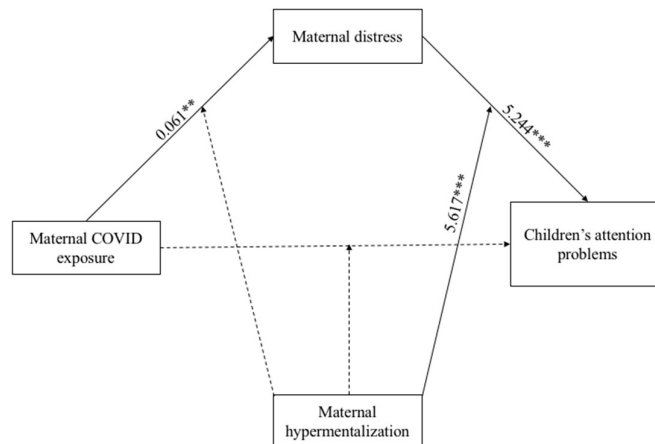 Maternal distress
0.061**
5.244***
5.617***
Maternal COVID
exposure
Children's attention
problems
Maternal
hypermentalization